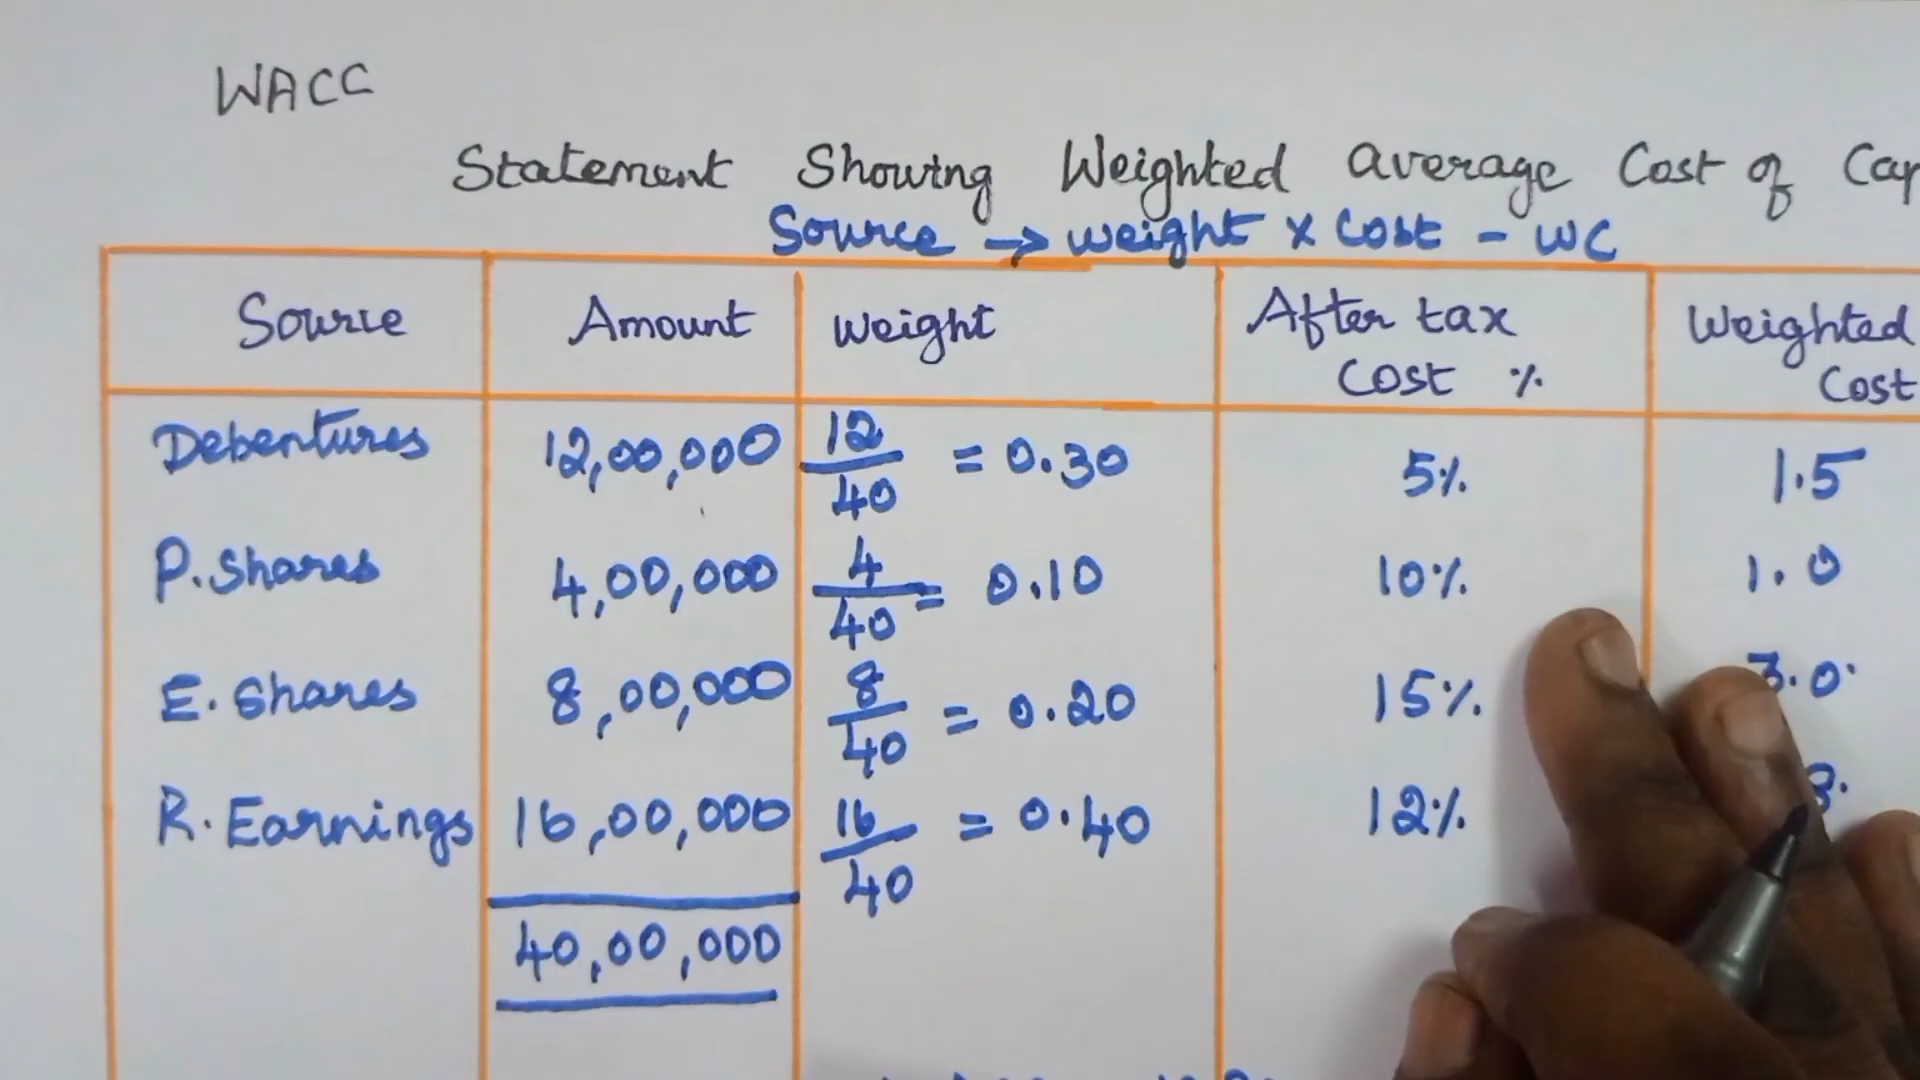 WACC
Statement Showing Weighted average Cost of Cap
Source → weight x Cost - WC
Source Amount Weight After tax Cost % Weighted Cost
Debentures 12,00,000 12/40 = 0.30 5% 1.5
P. Shares 4,00,000 4/40 = 0.10 10% 1.0
E. Shares 8,00,000 8/40 = 0.20 15% 3.0
R. Earnings 16,00,000 16/40 = 0.40 12%
40,00,000